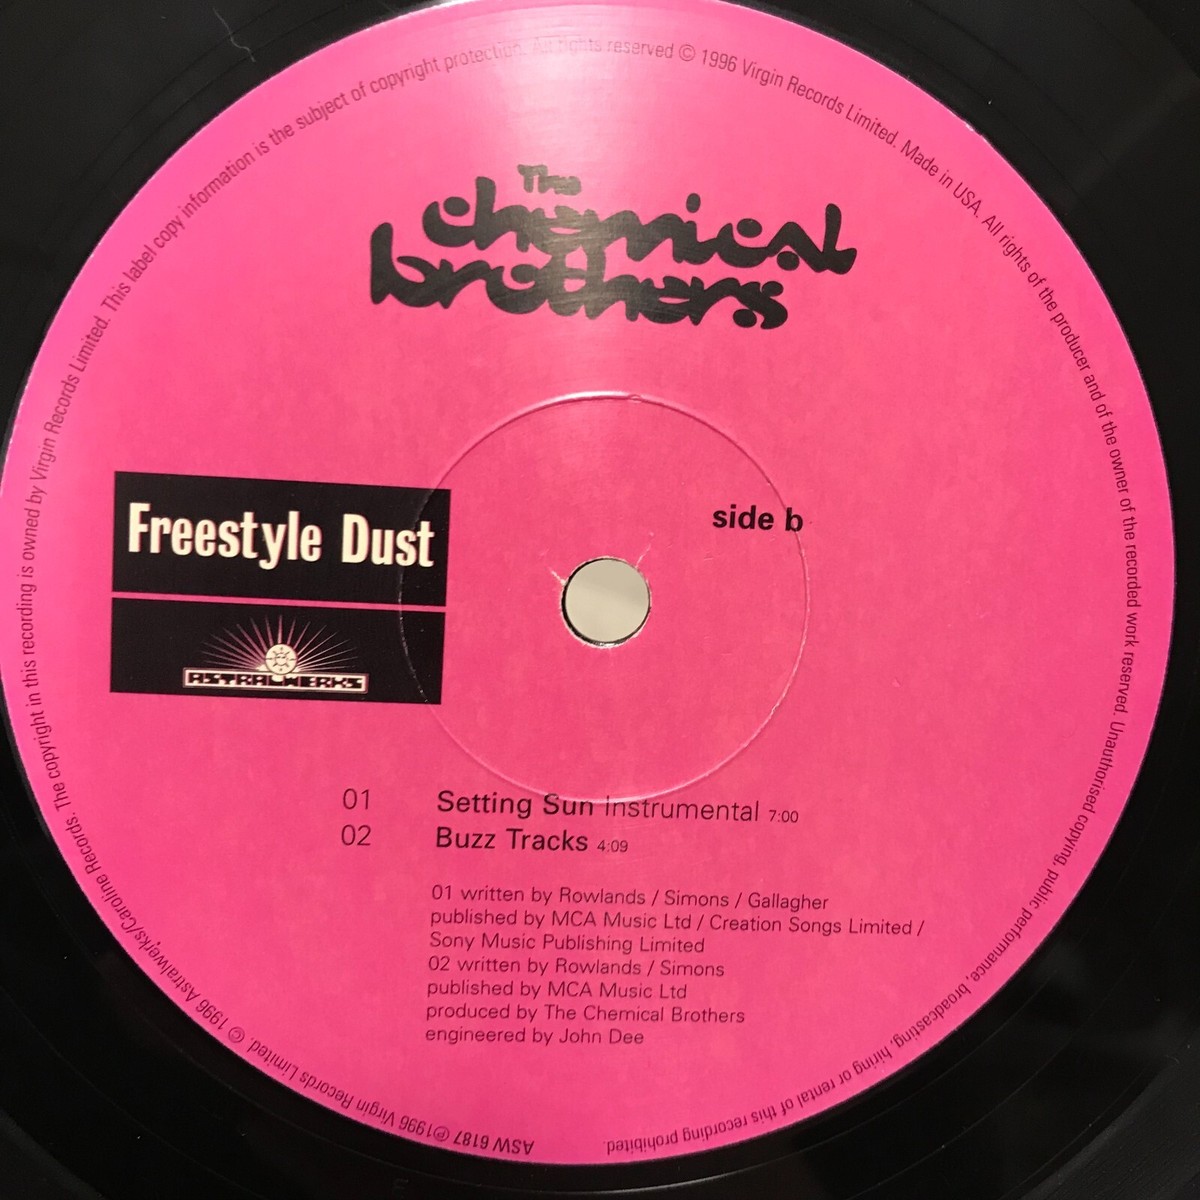 The
chemical
brothers
side b
Freestyle Dust
ASTRALWERKS
01 Setting Sun Instrumental 7:00
02 Buzz Tracks 4:09
01 written by Rowlands / Simons / Gallagher
published by MCA Music Ltd / Creation Songs Limited /
Sony Music Publishing Limited
02 written by Rowlands / Simons
published by MCA Music Ltd
produced by The Chemical Brothers
engineered by John Dee
ASW 6187 ℗1996 Virgin Records Limited. © 1996 Astralwerks/Caroline Records. The copyright in this recording is owned by Virgin Records Limited. This label copy information is the subject of copyright protection. All rights reserved © 1996 Virgin Records Limited. Made in USA. All rights of the producer and of the owner of the recorded work reserved. Unauthorised copying, public performance, broadcasting, hiring or rental of this recording prohibited.